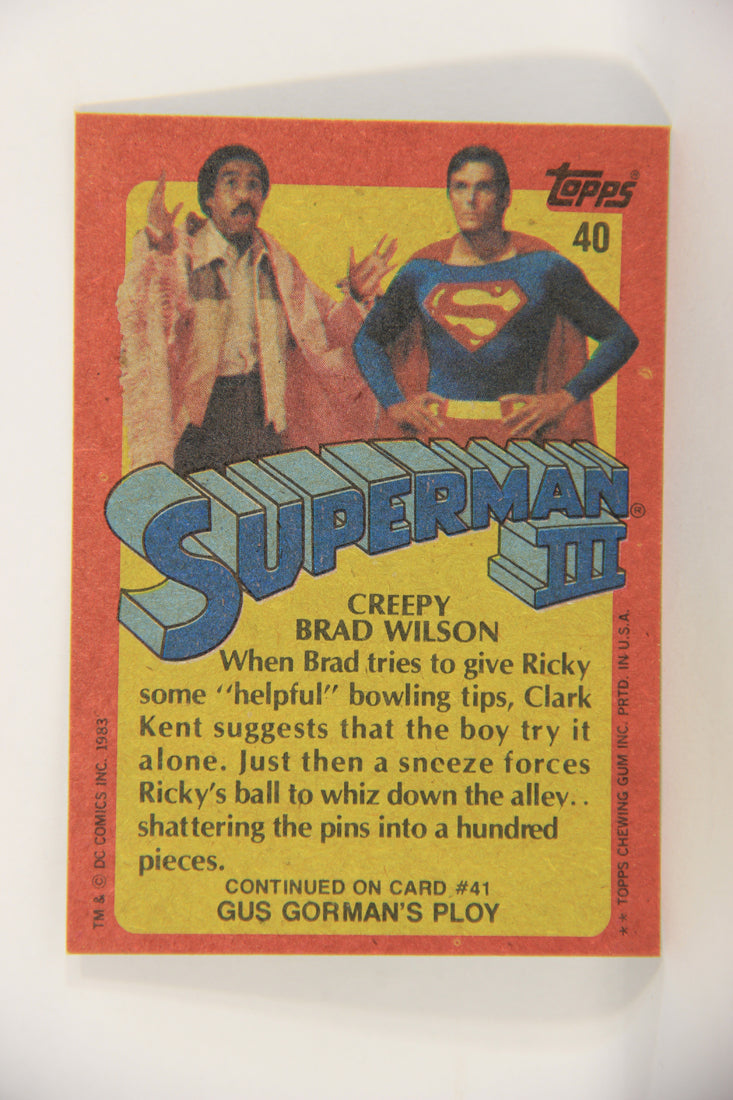 TOPPS®
40
SUPERMAN®
III
CREEPY
BRAD WILSON
When Brad tries to give Ricky
some "helpful" bowling tips, Clark
Kent suggests that the boy try it
alone. Just then a sneeze forces
Ricky's ball to whiz down the alley..
shattering the pins into a hundred
pieces.
CONTINUED ON CARD #41
GUS GORMAN'S PLOY
TM & © DC COMICS INC. 1983
** TOPPS CHEWING GUM INC. PRTD. IN U.S.A.